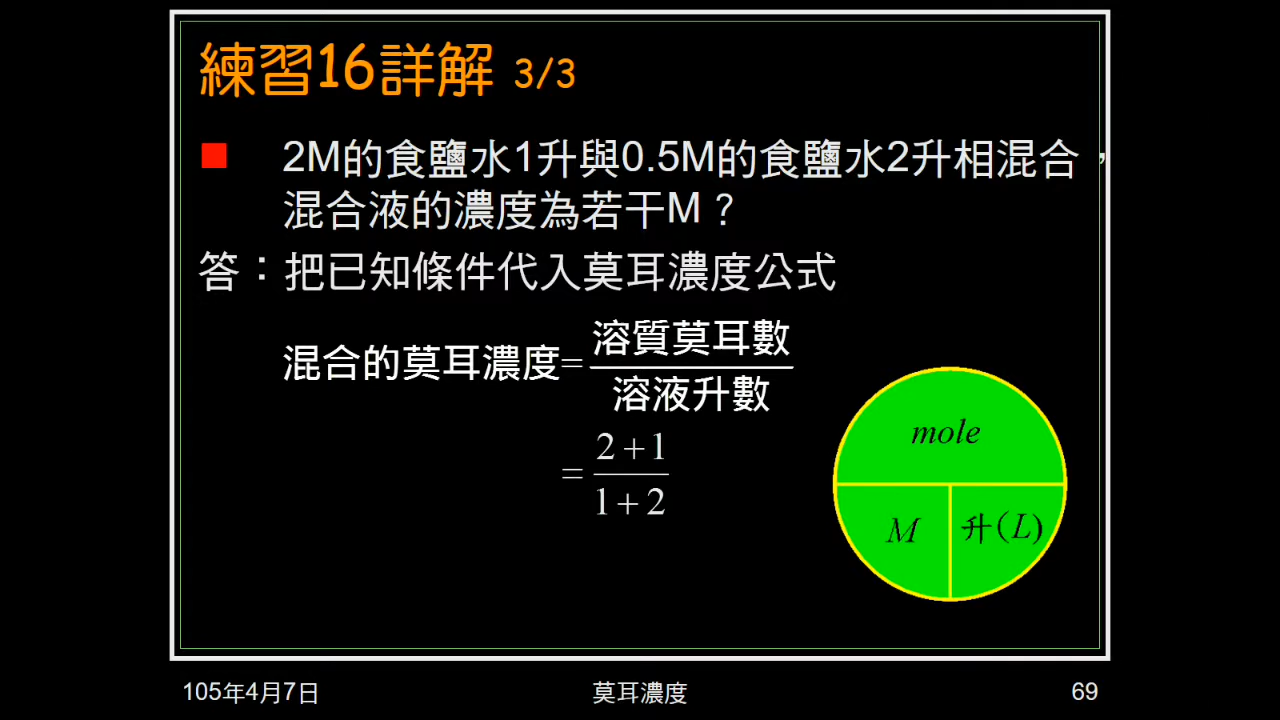 練習16詳解 3/3
2M的食鹽水1升與0.5M的食鹽水2升相混合，
混合液的濃度為若干M？
答：把已知條件代入莫耳濃度公式
混合的莫耳濃度=溶質莫耳數
溶液升數
=2+1
1+2
mole
M 升(L)
105年4月7日 莫耳濃度 69